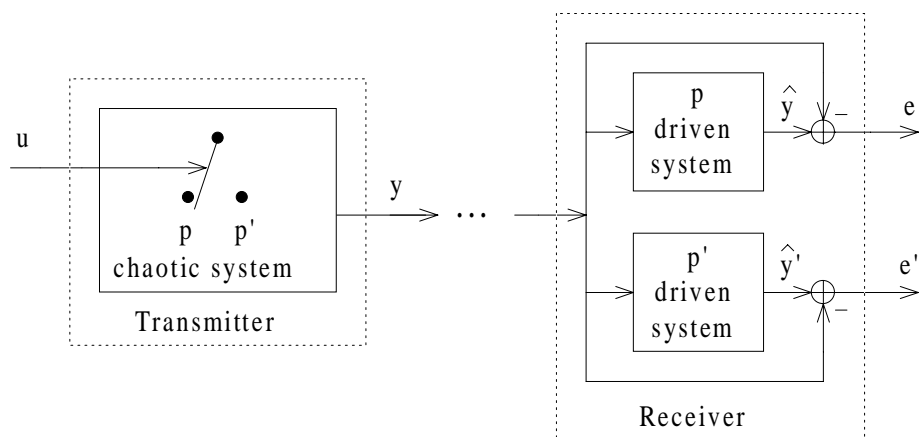 u
p p'
chaotic system
Transmitter
y
...
p
driven
system
ŷ
−
e
p'
driven
system
ŷ'
−
e'
Receiver